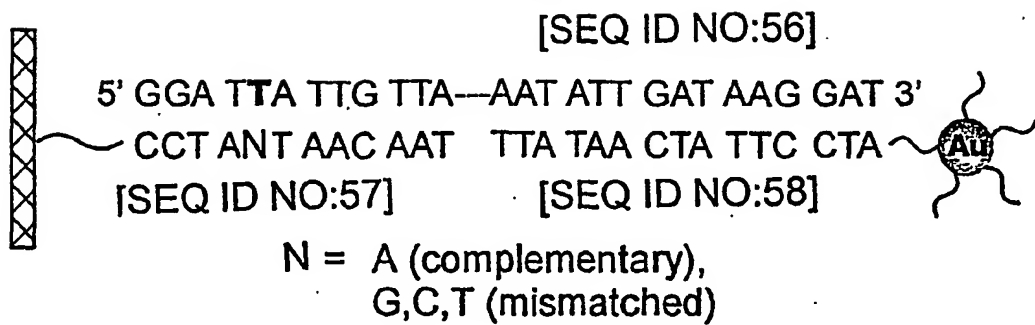 [SEQ ID NO:56]
5' GGA TTA TTG TTA---AAT ATT GAT AAG GAT 3'
CCT ANT AAC AAT TTA TAA CTA TTC CTA
Au
[SEQ ID NO:57] [SEQ ID NO:58]
N = A (complementary),
G,C,T (mismatched)